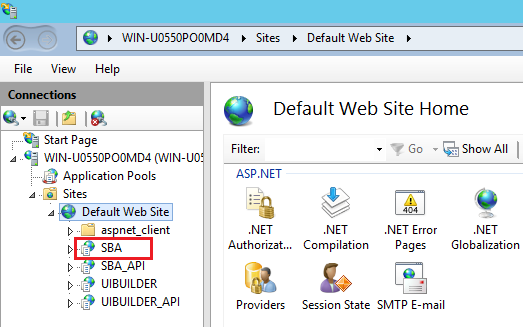 WIN-U0550PO0MD4 Sites Default Web Site
File View Help
Connections
Start Page
WIN-U0550PO0MD4 (WIN-U05
Application Pools
Sites
Default Web Site
aspnet_client
SBA
SBA_API
UIBUILDER
UIBUILDER_API
Default Web Site Home
Filter: Go Show All
ASP.NET
.NET Authorizat...
.NET Compilation
404
.NET Error Pages
.NET Globalization
Providers
Session State
SMTP E-mail